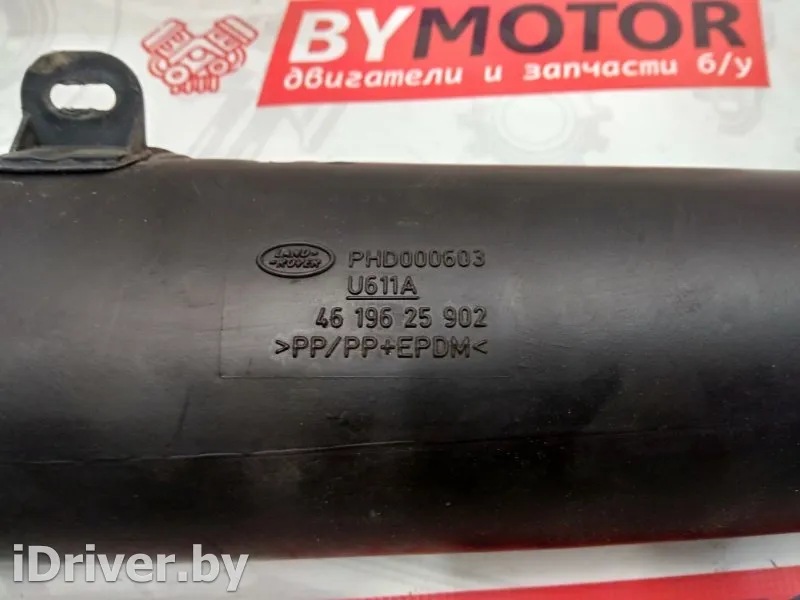 BYMOTOR
двигатели и запчасти б/у
LAND-
-ROVER
PHD000603
U611A
46 196 25 902
>PP/PP+EPDM<
iDriver.by